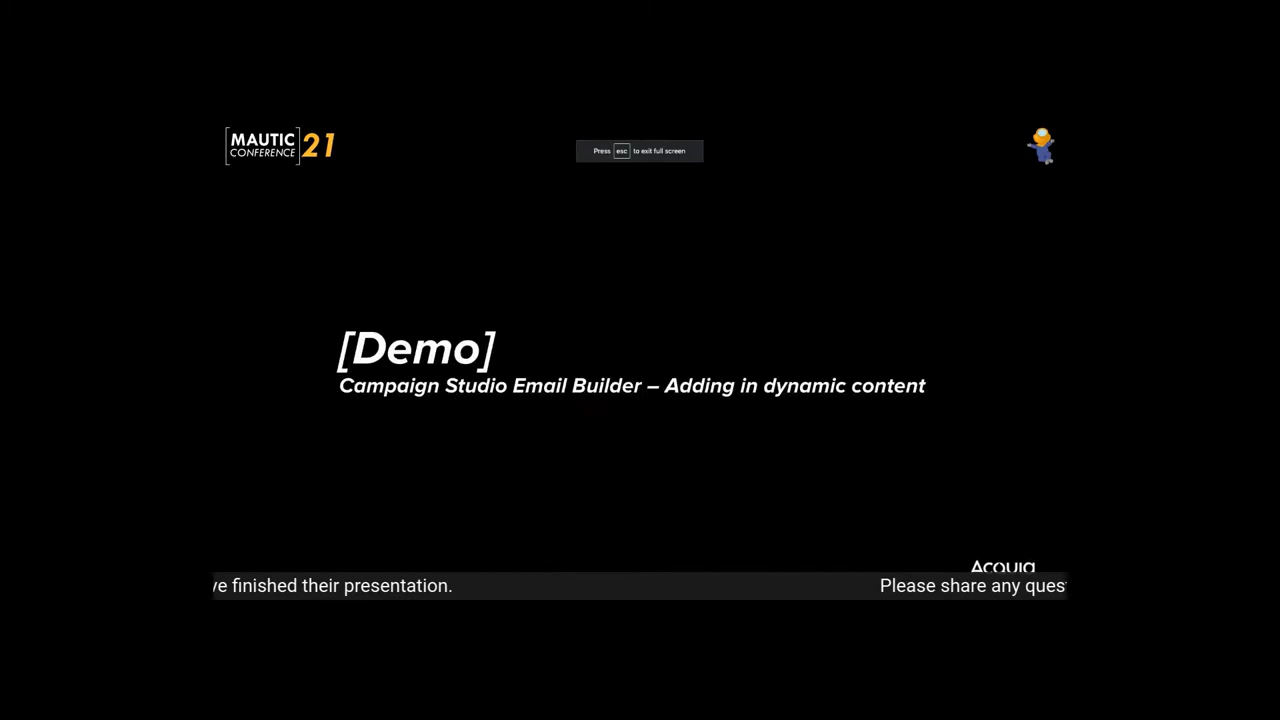 MAUTIC
CONFERENCE 21
Press esc to exit full screen
[Demo]
Campaign Studio Email Builder – Adding in dynamic content
Acquia
finished their presentation.
Please share any